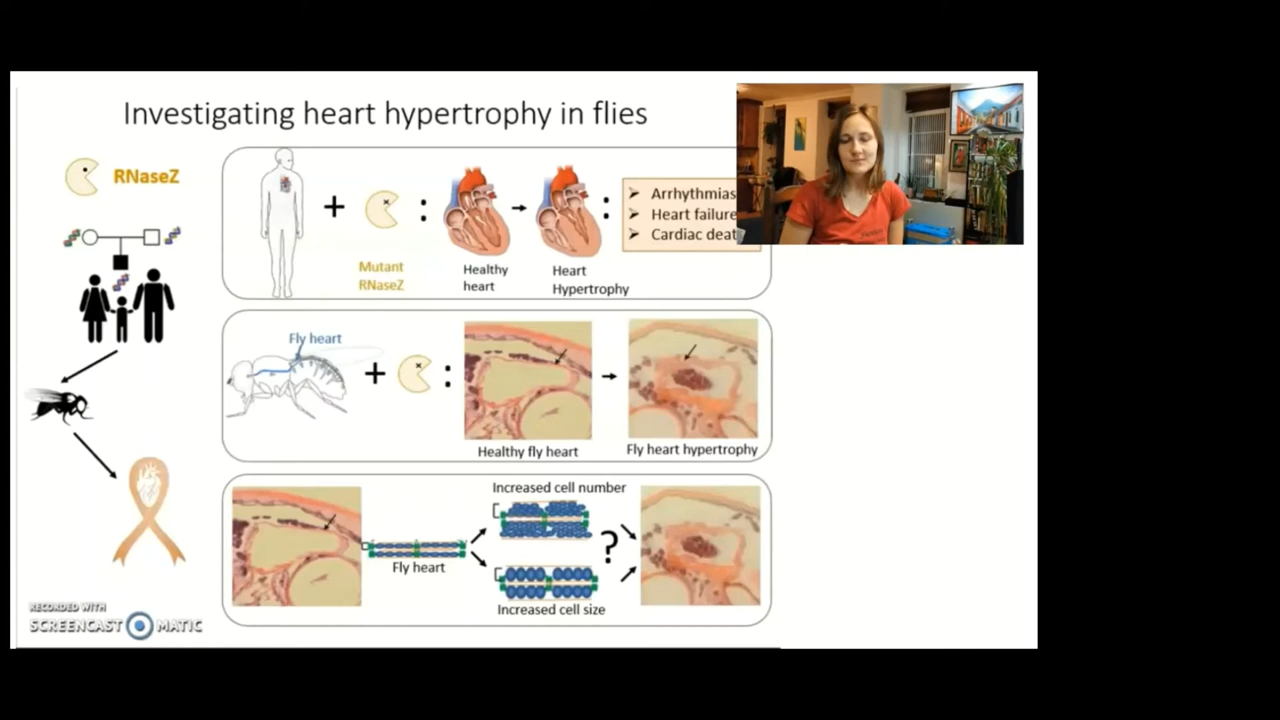 Investigating heart hypertrophy in flies
RNaseZ
Mutant
RNaseZ
Healthy
heart
Heart
Hypertrophy
Arrhythmias
Heart failure
Cardiac deat
Fly heart
Healthy fly heart
Fly heart hypertrophy
Increased cell number
Fly heart
?
Increased cell size
RECORDED WITH
SCREENCAST MATIC